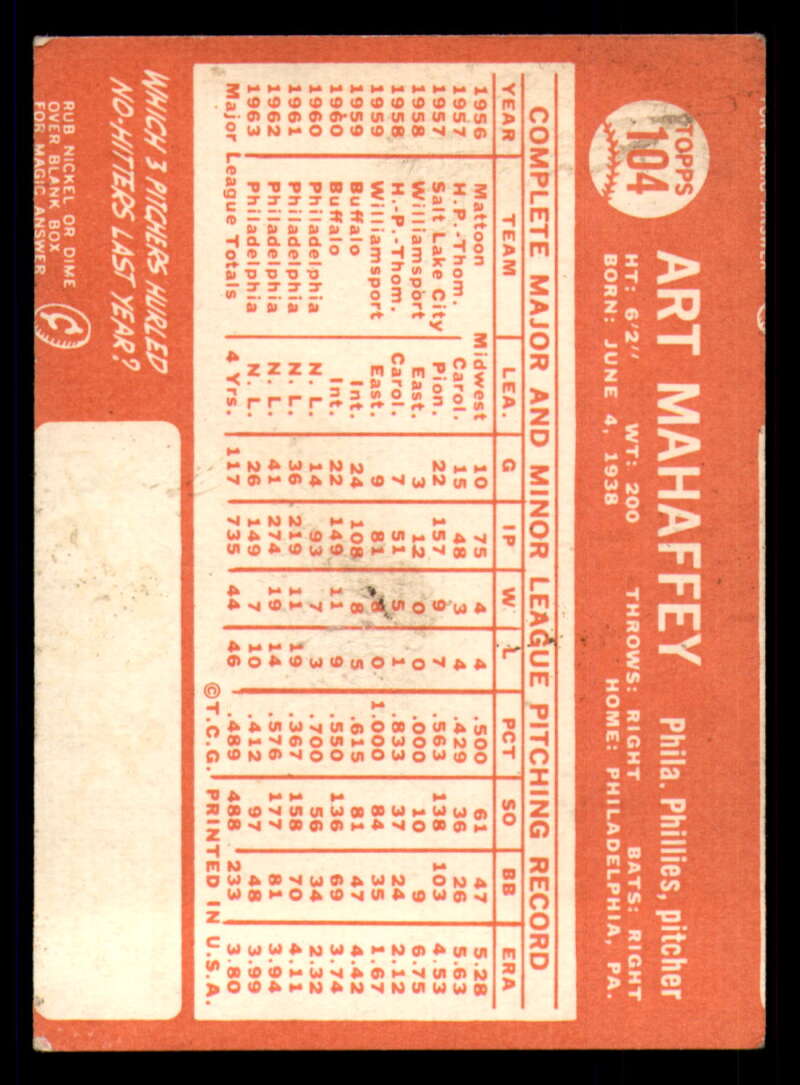 FOR MAGIC ANSWER
TOPPS
104
ART MAHAFFEY Phila. Phillies, pitcher
HT: 6'2" WT: 200 THROWS: RIGHT BATS: RIGHT
BORN: JUNE 4, 1938 HOME: PHILADELPHIA, PA.
COMPLETE MAJOR AND MINOR LEAGUE PITCHING RECORD
YEAR TEAM LEA. G IP W L PCT SO BB ERA
1956 Mattoon Midwest 10 75 4 4 .500 61 47 5.28
1957 H.P.-Thom. Carol. 15 48 3 4 .429 36 26 5.63
1957 Salt Lake City Pion. 22 157 9 7 .563 138 103 4.53
1958 Williamsport East. 3 12 0 0 .000 10 9 6.75
1958 H.P.-Thom. Carol. 7 51 5 1 .833 37 24 2.12
1959 Williamsport East. 9 81 8 0 1.000 84 35 1.67
1959 Buffalo Int. 24 108 8 5 .615 81 47 4.42
1960 Buffalo Int. 22 149 11 9 .550 136 69 3.74
1960 Philadelphia N. L. 14 93 7 3 .700 56 34 2.32
1961 Philadelphia N. L. 36 219 11 19 .367 158 70 4.11
1962 Philadelphia N. L. 41 274 19 14 .576 177 81 3.94
1963 Philadelphia N. L. 26 149 7 10 .412 97 48 3.99
Major League Totals 4 Yrs. 117 735 44 46 .489 488 233 3.80
©T.C.G. PRINTED IN U.S.A.
WHICH 3 PITCHERS HURLED
NO-HITTERS LAST YEAR?
RUB NICKEL OR DIME
OVER BLANK BOX
FOR MAGIC ANSWER